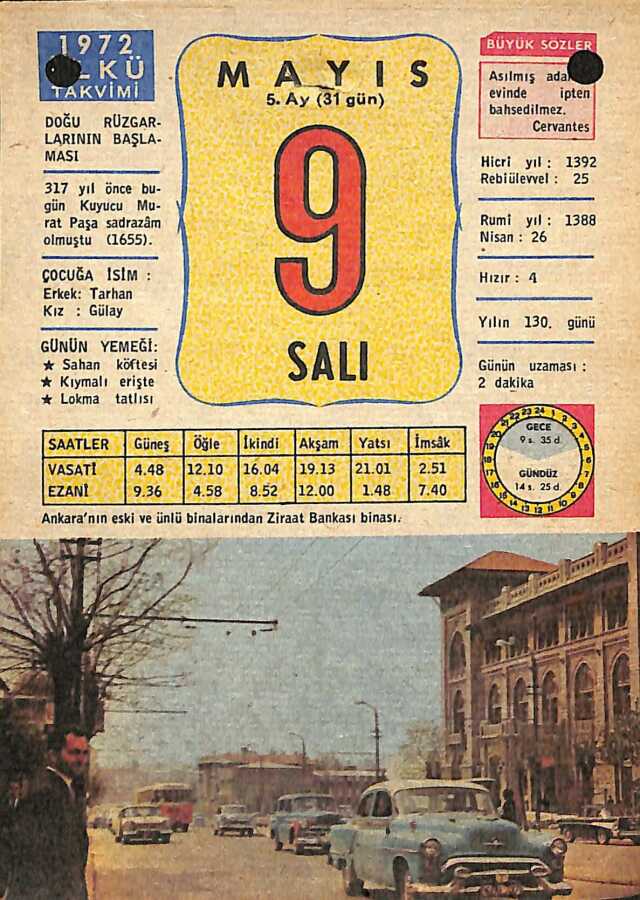 1972
ÜLKÜ
TAKVİMİ
DOĞU RÜZGAR-
LARININ BAŞLA-
MASI
317 yıl önce bu-
gün Kuyucu Mu-
rat Paşa sadrazâm
olmuştu (1655).
ÇOCUĞA İSİM :
Erkek: Tarhan
Kız : Gülay
GÜNÜN YEMEĞİ:
★ Sahan köftesi
★ Kıymalı erişte
★ Lokma tatlısı
MAYIS
5. Ay (31 gün)
9
SALI
BÜYÜK SÖZLER
Asılmış
evinde ipten
bahsedilmez.
Cervantes
Hicrî yıl : 1392
Rebiülevvel : 25
Rumî yıl : 1388
Nisan : 26
Hızır : 4
Yılın 130. günü
Günün uzaması :
2 dakika
GECE
9 s. 35 d.
GÜNDÜZ
14 s. 25 d.
SAATLER Güneş Öğle İkindi Akşam Yatsı İmsâk
VASATİ 4.48 12.10 16.04 19.13 21.01 2.51
EZANİ 9.36 4.58 8.52 12.00 1.48 7.40
Ankara'nın eski ve ünlü binalarından Ziraat Bankası binası.